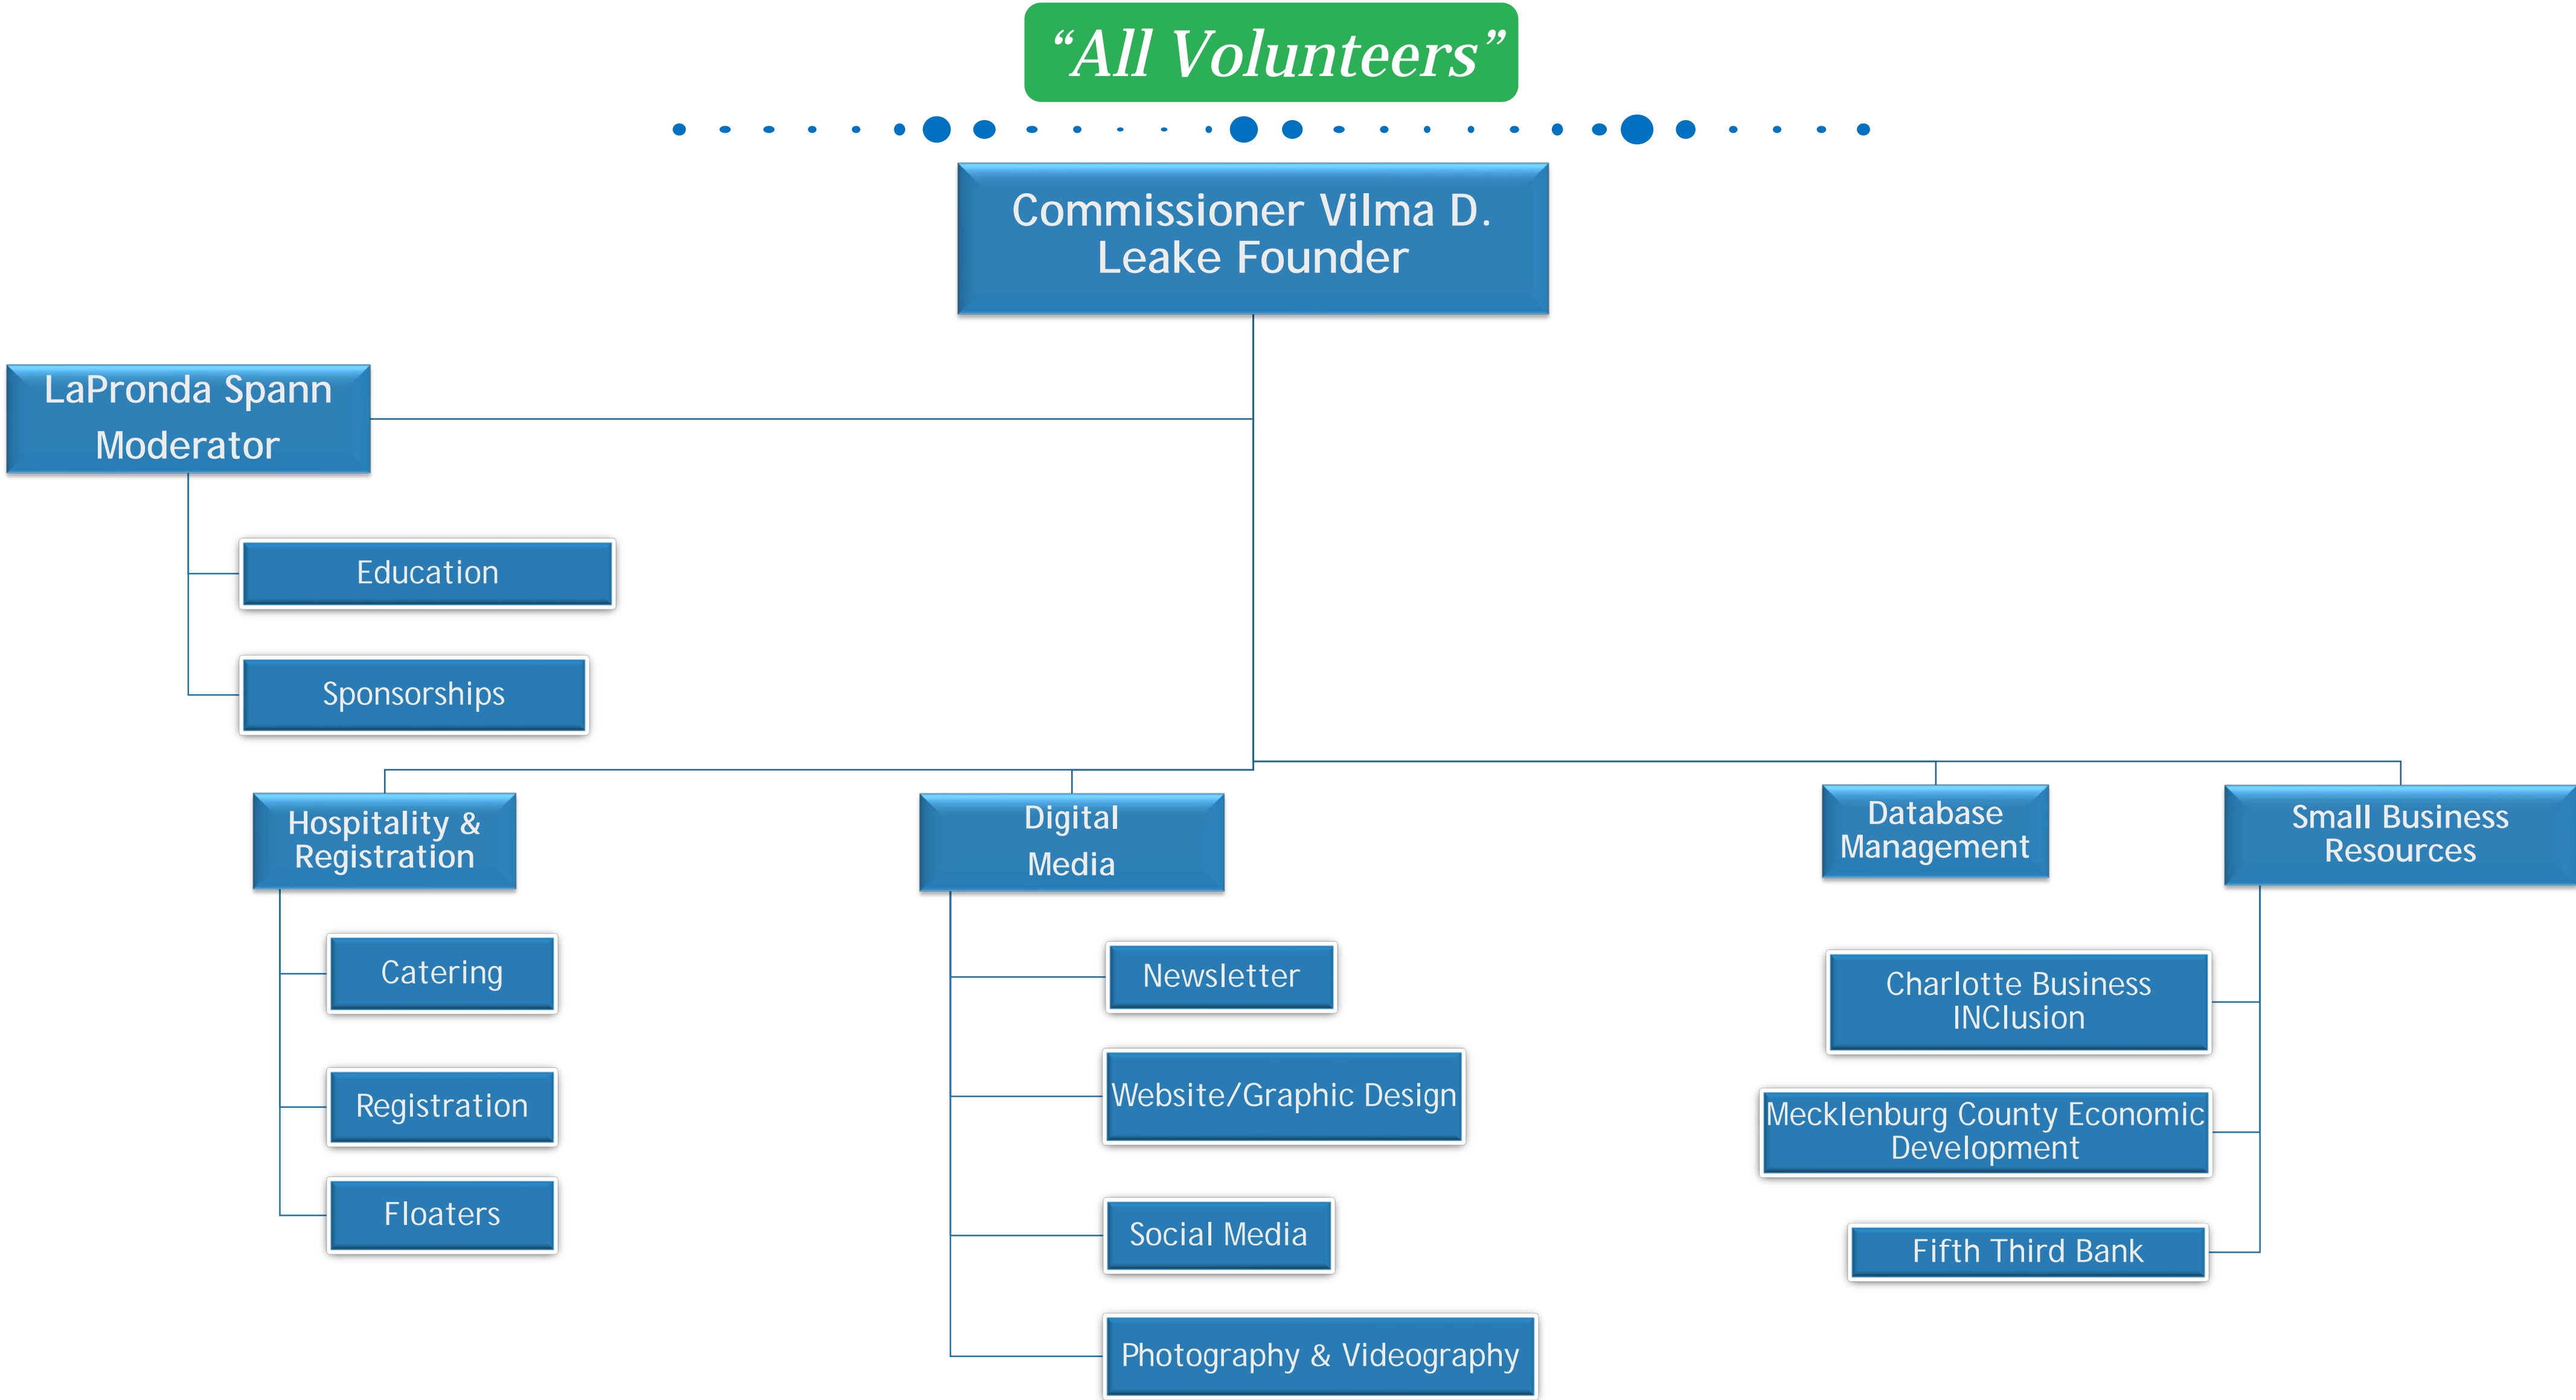 “All Volunteers”
Commissioner Vilma D.
Leake Founder
LaPronda Spann
Moderator
Education
Sponsorships
Hospitality &
Registration
Catering
Registration
Floaters
Digital
Media
Newsletter
Website/Graphic Design
Social Media
Photography & Videography
Database
Management
Small Business
Resources
Charlotte Business
INClusion
Mecklenburg County Economic
Development
Fifth Third Bank